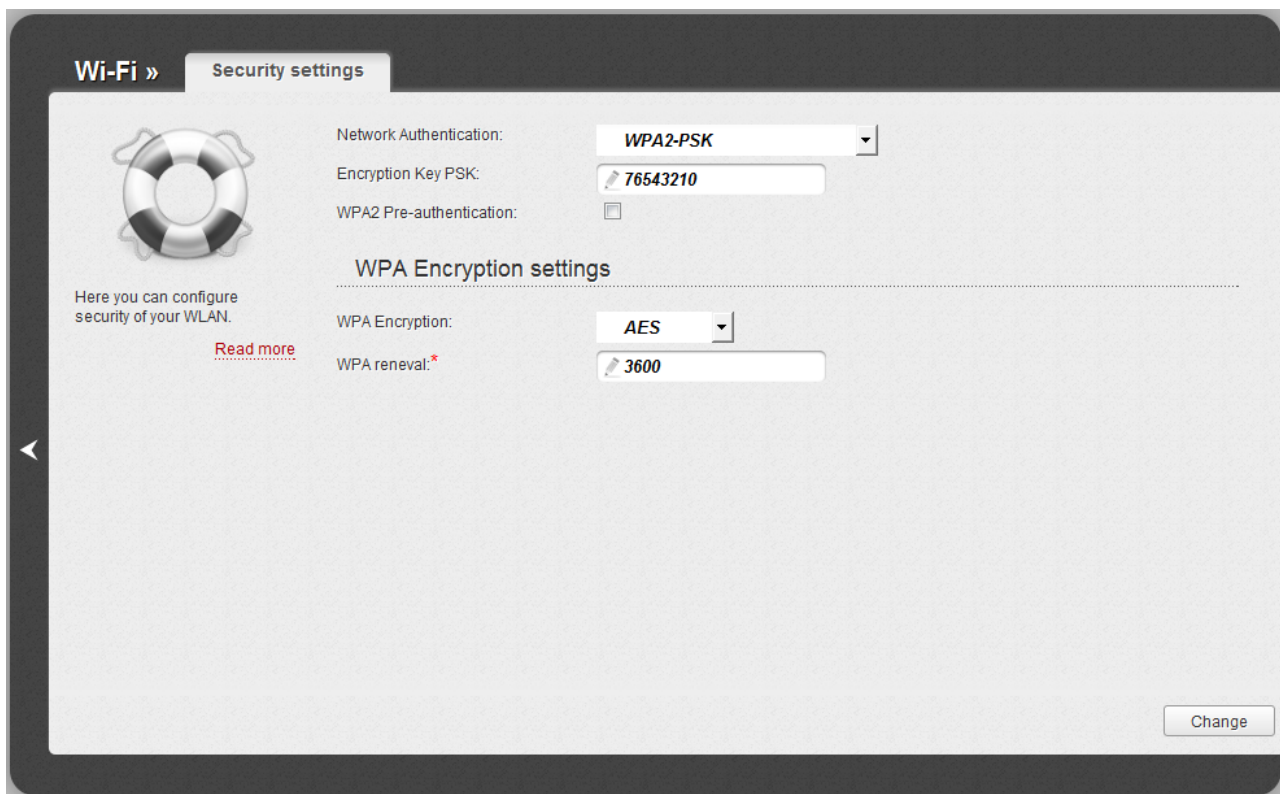 Wi-Fi »
Security settings
Network Authentication:
WPA2-PSK
Encryption Key PSK:
76543210
WPA2 Pre-authentication:
WPA Encryption settings
Here you can configure
security of your WLAN.
Read more
WPA Encryption:
AES
WPA reneval:*
3600
Change